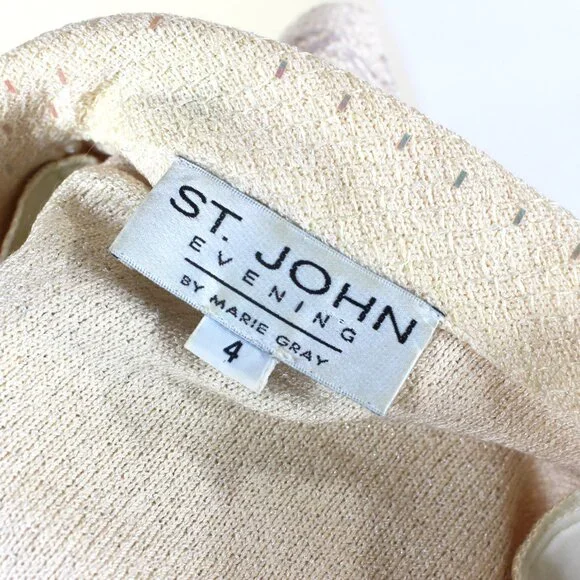 ST. JOHN
EVENING
BY MARIE GRAY
4